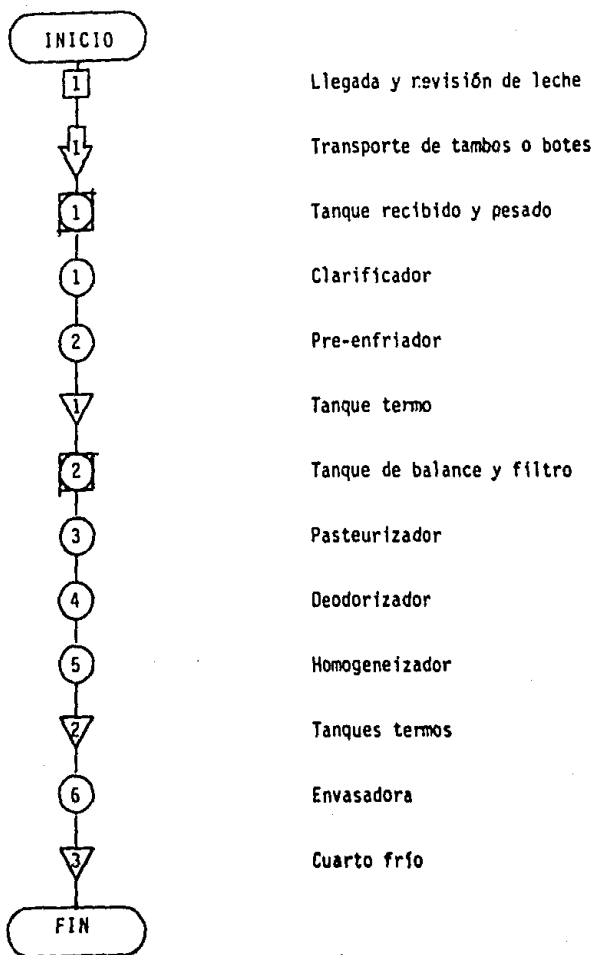 INICIO
1 Llegada y revisión de leche
1 Transporte de tambos o botes
1 Tanque recibido y pesado
1 Clarificador
2 Pre-enfriador
1 Tanque termo
2 Tanque de balance y filtro
3 Pasteurizador
4 Deodorizador
5 Homogeneizador
2 Tanques termos
6 Envasadora
3 Cuarto frío
FIN